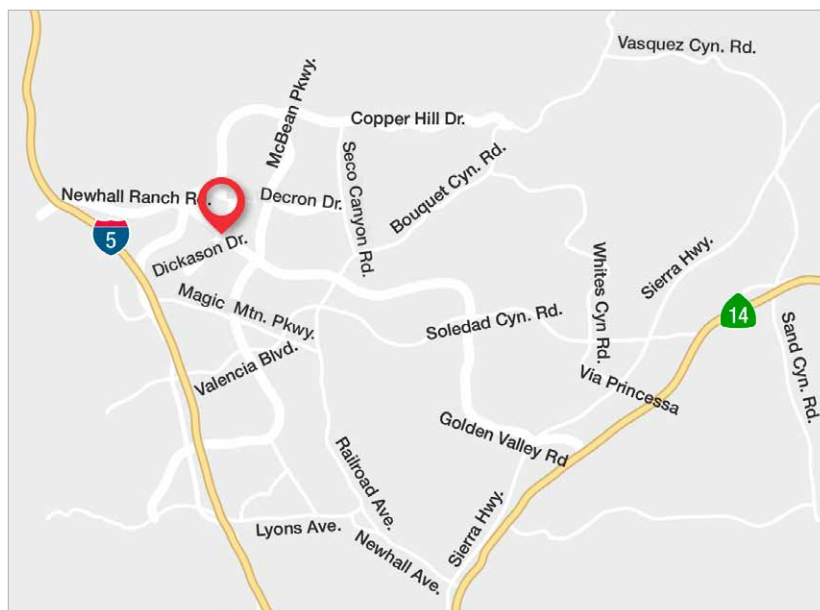 Vasquez Cyn. Rd.
McBean Pkwy.
Copper Hill Dr.
Seco Canyon Rd.
Bouquet Cyn. Rd.
Newhall Ranch R
Decron Dr.
5
Dickason Dr.
Magic Mtn. Pkwy.
Whites Cyn Rd.
Sierra Hwy.
Soledad Cyn. Rd.
14
Sand Cyn. Rd.
Valencia Blvd.
Via Princessa
Golden Valley Rd
Railroad Ave.
Lyons Ave.
Newhall Ave.
Sierra Hwy.